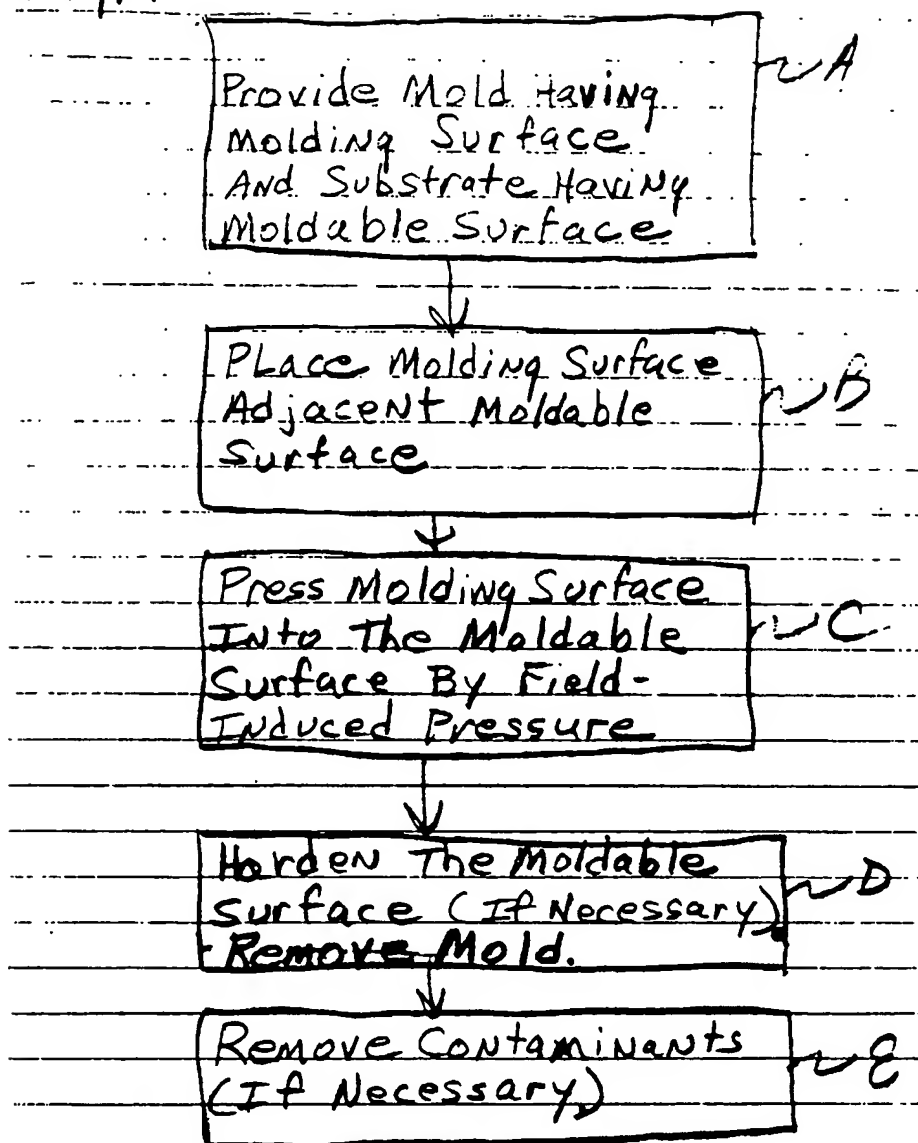 Provide Mold Having
Molding Surface
And Substrate Having
Moldable Surface
A
Place Molding Surface
Adjacent Moldable
Surface
B
Press Molding Surface
Into The Moldable
Surface By Field-
Induced Pressure
C
Harden The Moldable
Surface (If Necessary).
Remove Mold.
D
Remove Contaminants
(If Necessary)
E